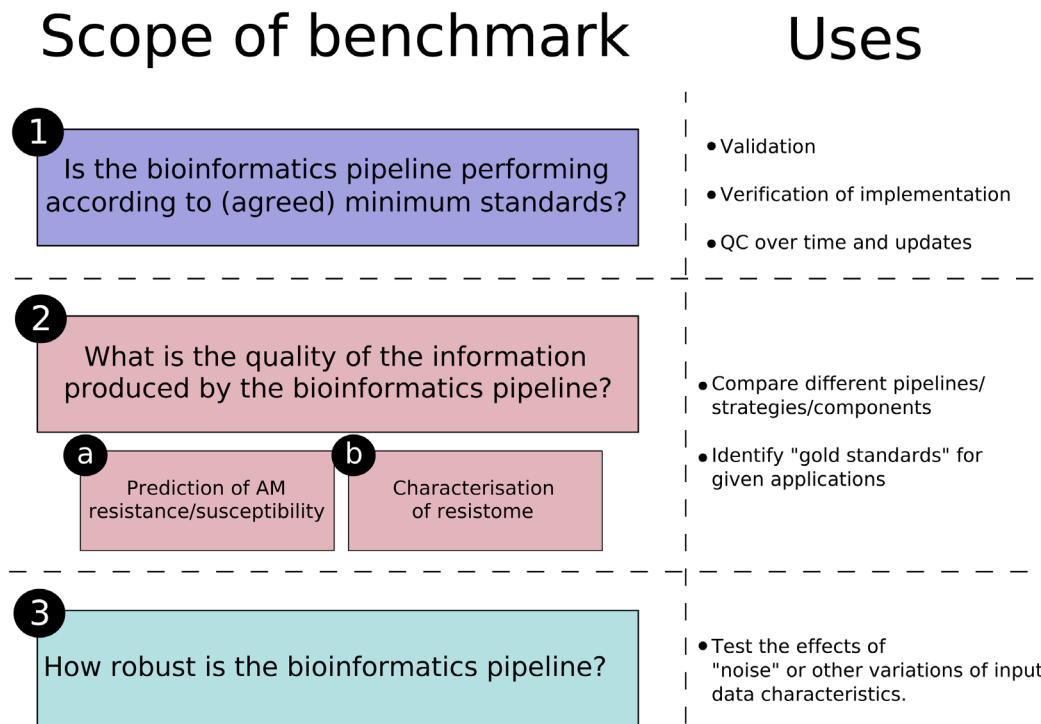 Scope of benchmark
Uses
1
Is the bioinformatics pipeline performing
according to (agreed) minimum standards?
• Validation
• Verification of implementation
• QC over time and updates
2
What is the quality of the information
produced by the bioinformatics pipeline?
a
Prediction of AM
resistance/susceptibility
b
Characterisation
of resistome
• Compare different pipelines/
strategies/components
• Identify "gold standards" for
given applications
3
How robust is the bioinformatics pipeline?
• Test the effects of
"noise" or other variations of input
data characteristics.